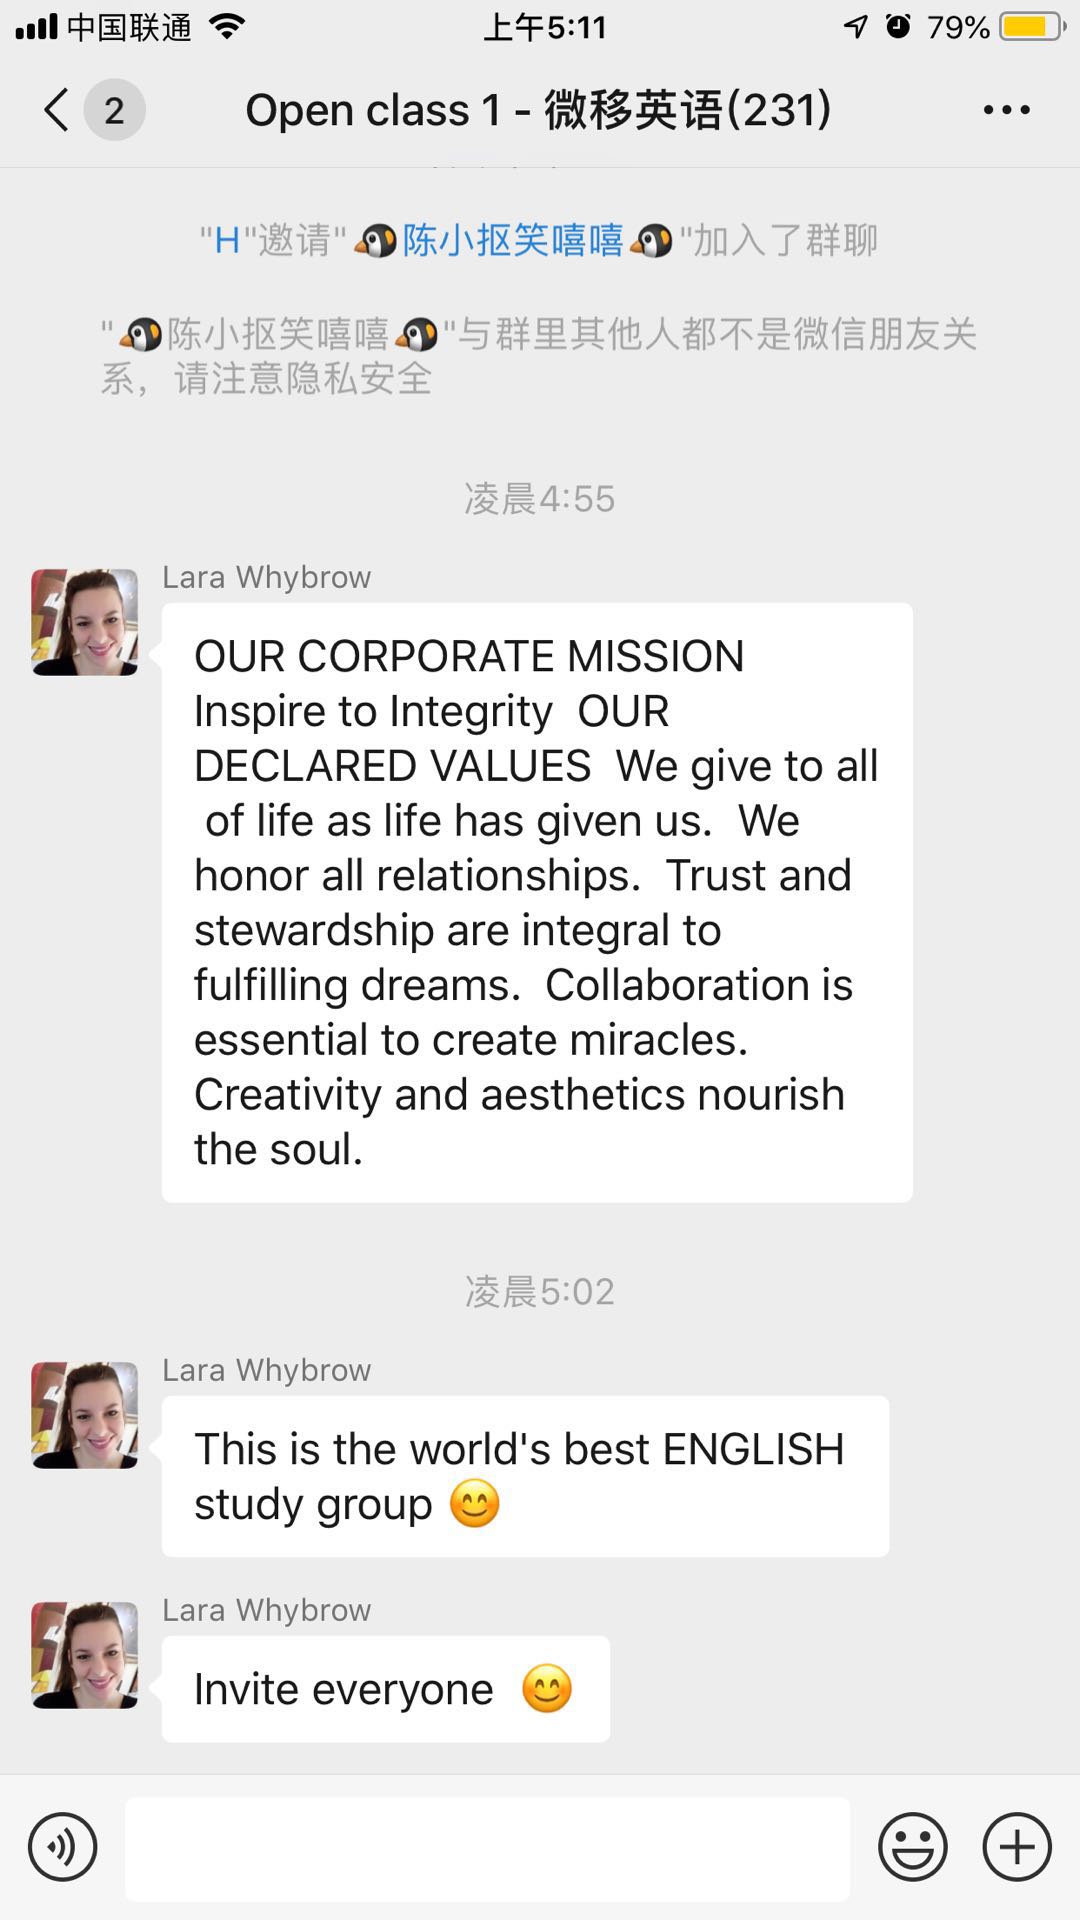 中国联通
上午5:11
79%
2
Open class 1 - 微移英语(231)
"H"邀请"🐧陈小抠笑嘻嘻🐧"加入了群聊
"🐧陈小抠笑嘻嘻🐧"与群里其他人都不是微信朋友关
系，请注意隐私安全
凌晨4:55
Lara Whybrow
OUR CORPORATE MISSION
Inspire to Integrity  OUR
DECLARED VALUES  We give to all
of life as life has given us.  We
honor all relationships.  Trust and
stewardship are integral to
fulfilling dreams.  Collaboration is
essential to create miracles.
Creativity and aesthetics nourish
the soul.
凌晨5:02
Lara Whybrow
This is the world's best ENGLISH
study group 😊
Lara Whybrow
Invite everyone 😊